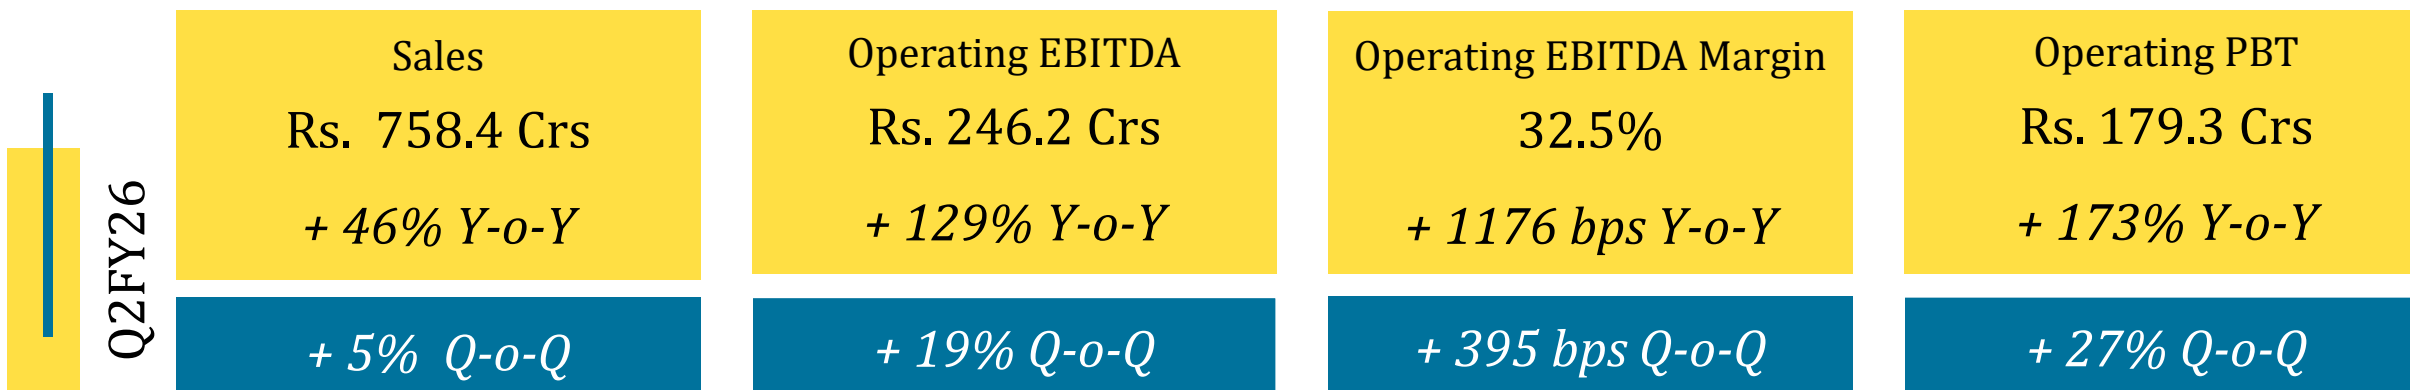 Q2FY26
Sales
Rs. 758.4 Crs
+ 46% Y-o-Y
+ 5% Q-o-Q
Operating EBITDA
Rs. 246.2 Crs
+ 129% Y-o-Y
+ 19% Q-o-Q
Operating EBITDA Margin
32.5%
+ 1176 bps Y-o-Y
+ 395 bps Q-o-Q
Operating PBT
Rs. 179.3 Crs
+ 173% Y-o-Y
+ 27% Q-o-Q